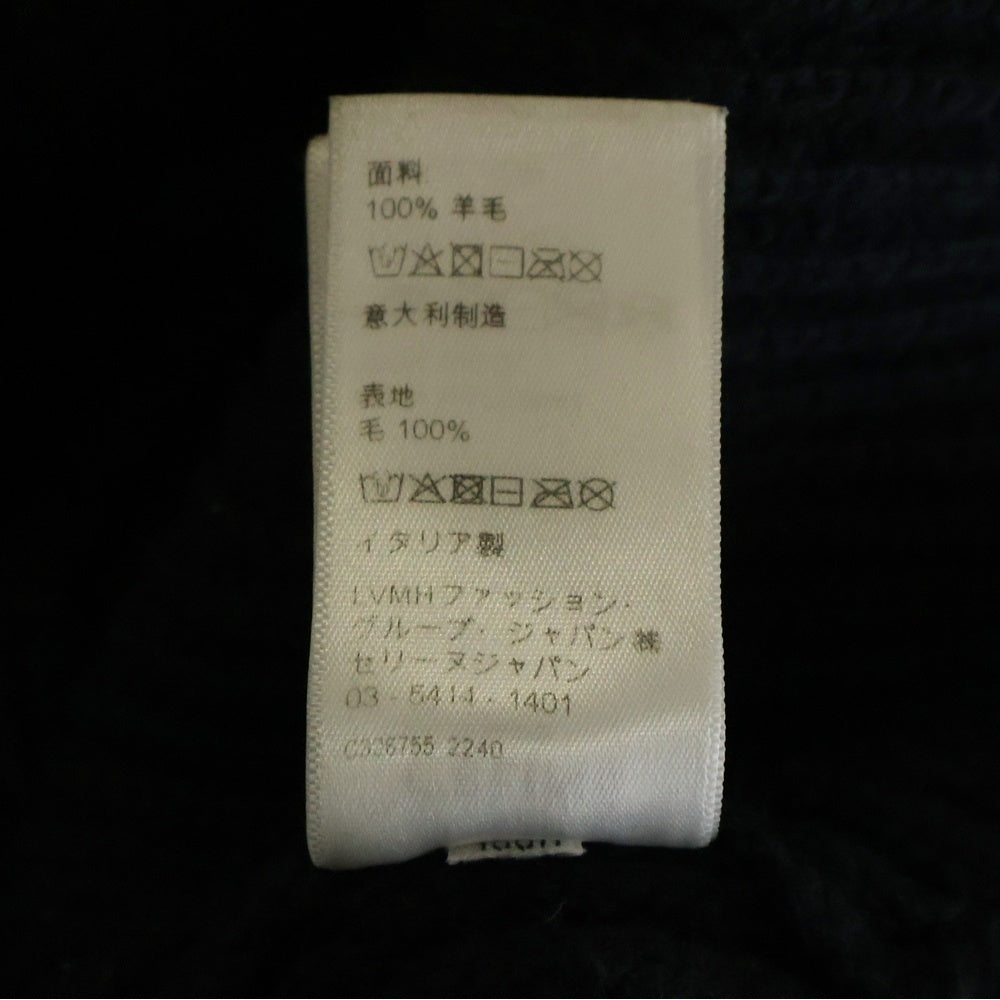 面料
100% 羊毛
意大利制造
表地
毛 100%
イタリア製
LVMHファッション・
グループ・ジャパン㈱
セリーヌジャパン
03 - 5414 - 1401
2240